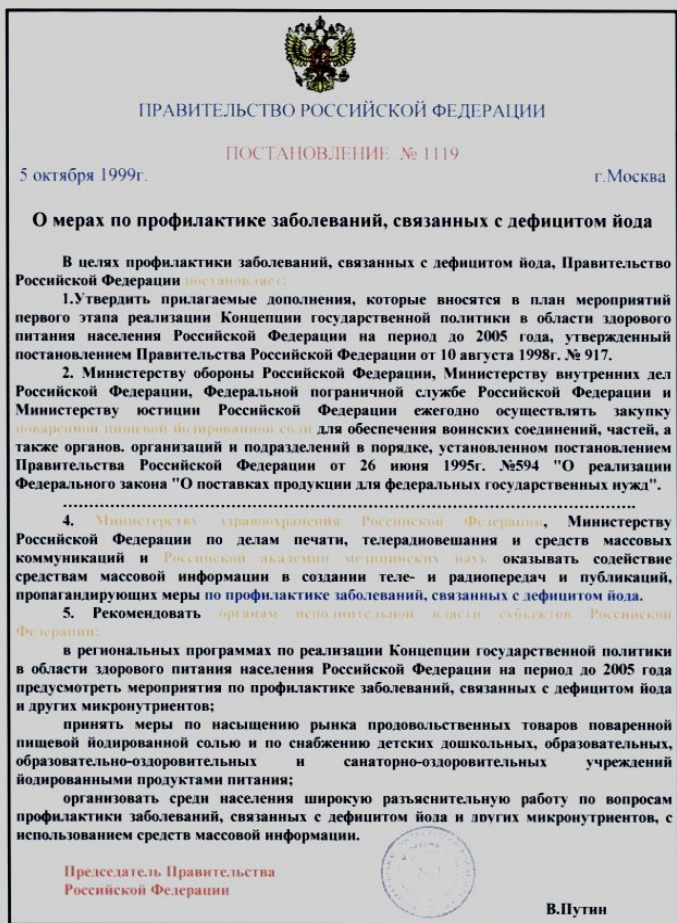 ПРАВИТЕЛЬСТВО РОССИЙСКОЙ ФЕДЕРАЦИИ
ПОСТАНОВЛЕНИЕ № 1119
5 октября 1999г. г.Москва
О мерах по профилактике заболеваний, связанных с дефицитом йода
В целях профилактики заболеваний, связанных с дефицитом йода, Правительство
Российской Федерации постановляет:
1.Утвердить прилагаемые дополнения, которые вносятся в план мероприятий
первого этапа реализации Концепции государственной политики в области здорового
питания населения Российской Федерации на период до 2005 года, утвержденный
постановлением Правительства Российской Федерации от 10 августа 1998г. № 917.
2. Министерству обороны Российской Федерации, Министерству внутренних дел
Российской Федерации, Федеральной пограничной службе Российской Федерации и
Министерству юстиции Российской Федерации ежегодно осуществлять закупку
поваренной пищевой йодированной соли для обеспечения воинских соединений, частей, а
также органов. организаций и подразделений в порядке, установленном постановлением
Правительства Российской Федерации от 26 июня 1995г. №594 "О реализации
Федерального закона "О поставках продукции для федеральных государственных нужд".
4. Министерству здравоохранения Российской Федерации, Министерству
Российской Федерации по делам печати, телерадиовешания и средств массовых
коммуникаций и Российской академии медицинских наук оказывать содействие
средствам массовой информации в создании теле- и радиопередач и публикаций,
пропагандирующих меры по профилактике заболеваний, связанных с дефицитом йода.
5. Рекомендовать органам исполнительной власти субъектов Российской
Федерации:
в региональных программах по реализации Концепции государственной политики
в области здорового питания населения Российской Федерации на период до 2005 года
предусмотреть мероприятия по профилактике заболеваний, связанных с дефицитом йода
и других микронутриентов;
принять меры по насыщению рынка продовольственных товаров поваренной
пищевой йодированной солью и по снабжению детских дошкольных, образовательных,
образовательно-оздоровительных и санаторно-оздоровительных учреждений
йодированными продуктами питания;
организовать среди населения широкую разъяснительную работу по вопросам
профилактики заболеваний, связанных с дефицитом йода и других микронутриентов, с
использованием средств массовой информации.
Председатель Правительства
Российской Федерации
В.Путин